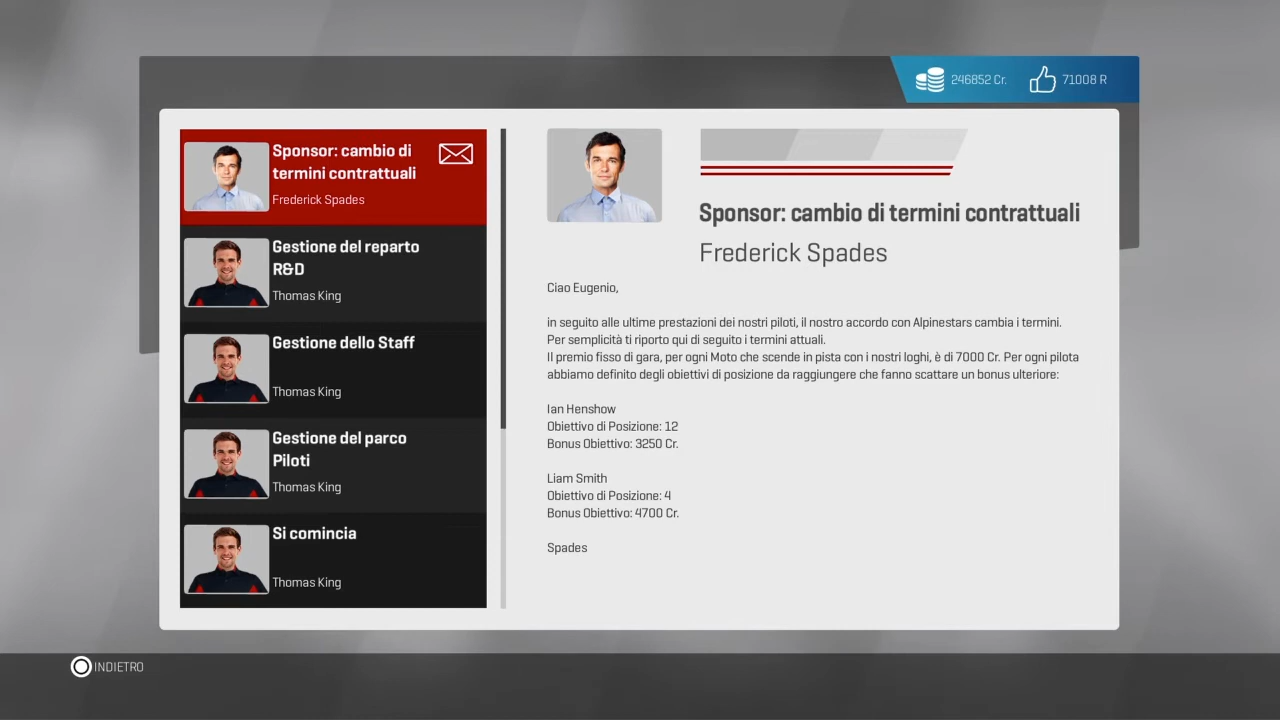 246852 Cr.
71008 R
Sponsor: cambio di
termini contrattuali
Frederick Spades
Gestione del reparto
R&D
Thomas King
Gestione dello Staff
Thomas King
Gestione del parco
Piloti
Thomas King
Si comincia
Thomas King
Sponsor: cambio di termini contrattuali
Frederick Spades
Ciao Eugenio,
in seguito alle ultime prestazioni dei nostri piloti, il nostro accordo con Alpinestars cambia i termini.
Per semplicità ti riporto qui di seguito i termini attuali.
Il premio fisso di gara, per ogni Moto che scende in pista con i nostri loghi, è di 7000 Cr. Per ogni pilota
abbiamo definito degli obiettivi di posizione da raggiungere che fanno scattare un bonus ulteriore:
Ian Henshow
Obiettivo di Posizione: 12
Bonus Obiettivo: 3250 Cr.
Liam Smith
Obiettivo di Posizione: 4
Bonus Obiettivo: 4700 Cr.
Spades
INDIETRO